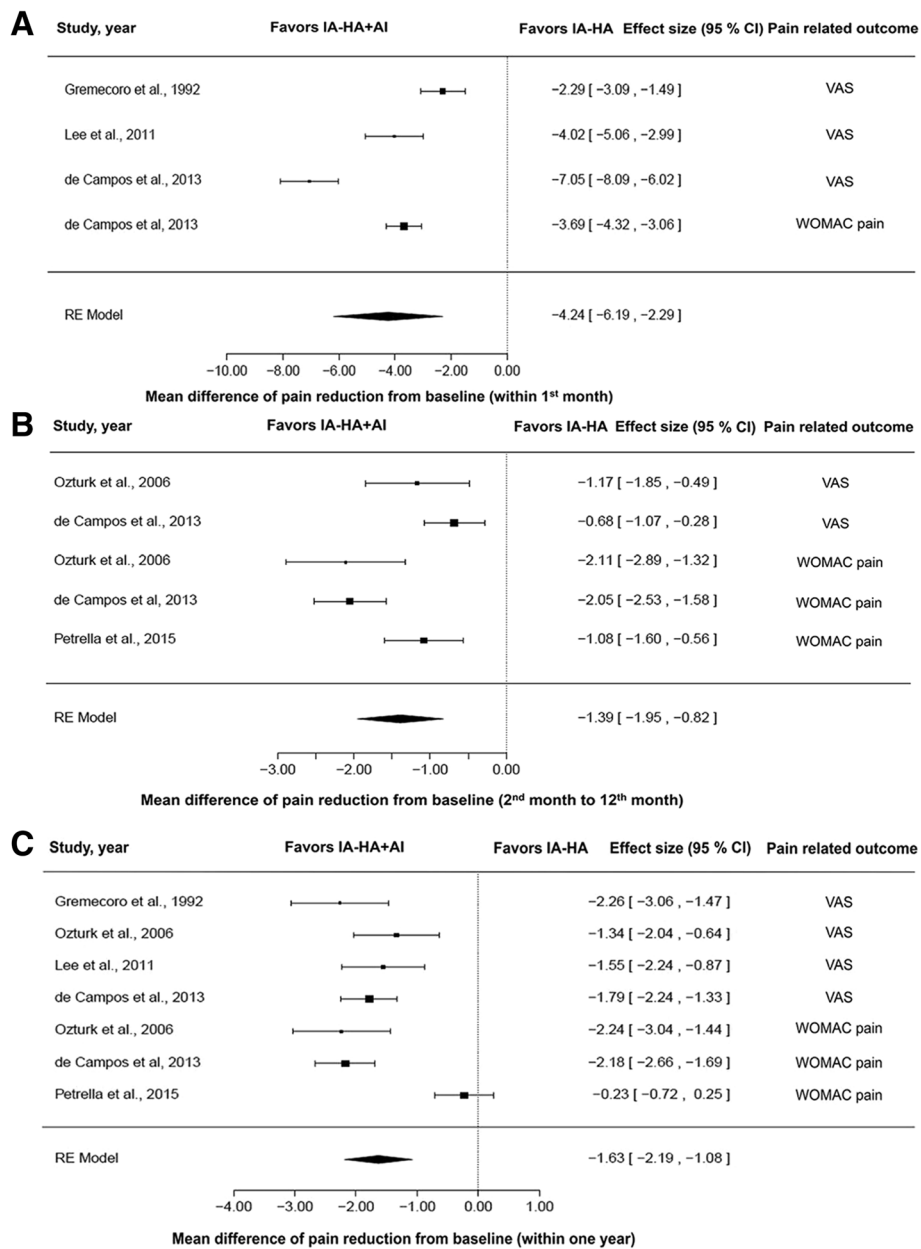 A
Study, year Favors IA-HA+AI Favors IA-HA Effect size (95 % CI) Pain related outcome
Gremecoro et al., 1992 −2.29 [ −3.09 , −1.49 ] VAS
Lee et al., 2011 −4.02 [ −5.06 , −2.99 ] VAS
de Campos et al., 2013 −7.05 [ −8.09 , −6.02 ] VAS
de Campos et al, 2013 −3.69 [ −4.32 , −3.06 ] WOMAC pain
RE Model −4.24 [ −6.19 , −2.29 ]
−10.00 −8.00 −6.00 −4.00 −2.00 0.00
Mean difference of pain reduction from baseline (within 1st month)
B
Study, year Favors IA-HA+AI Favors IA-HA Effect size (95 % CI) Pain related outcome
Ozturk et al., 2006 −1.17 [ −1.85 , −0.49 ] VAS
de Campos et al., 2013 −0.68 [ −1.07 , −0.28 ] VAS
Ozturk et al., 2006 −2.11 [ −2.89 , −1.32 ] WOMAC pain
de Campos et al, 2013 −2.05 [ −2.53 , −1.58 ] WOMAC pain
Petrella et al., 2015 −1.08 [ −1.60 , −0.56 ] WOMAC pain
RE Model −1.39 [ −1.95 , −0.82 ]
−3.00 −2.00 −1.00 0.00
Mean difference of pain reduction from baseline (2nd month to 12th month)
C
Study, year Favors IA-HA+AI Favors IA-HA Effect size (95 % CI) Pain related outcome
Gremecoro et al., 1992 −2.26 [ −3.06 , −1.47 ] VAS
Ozturk et al., 2006 −1.34 [ −2.04 , −0.64 ] VAS
Lee et al., 2011 −1.55 [ −2.24 , −0.87 ] VAS
de Campos et al., 2013 −1.79 [ −2.24 , −1.33 ] VAS
Ozturk et al., 2006 −2.24 [ −3.04 , −1.44 ] WOMAC pain
de Campos et al, 2013 −2.18 [ −2.66 , −1.69 ] WOMAC pain
Petrella et al., 2015 −0.23 [ −0.72 , 0.25 ] WOMAC pain
RE Model −1.63 [ −2.19 , −1.08 ]
−4.00 −3.00 −2.00 −1.00 0.00 1.00
Mean difference of pain reduction from baseline (within one year)